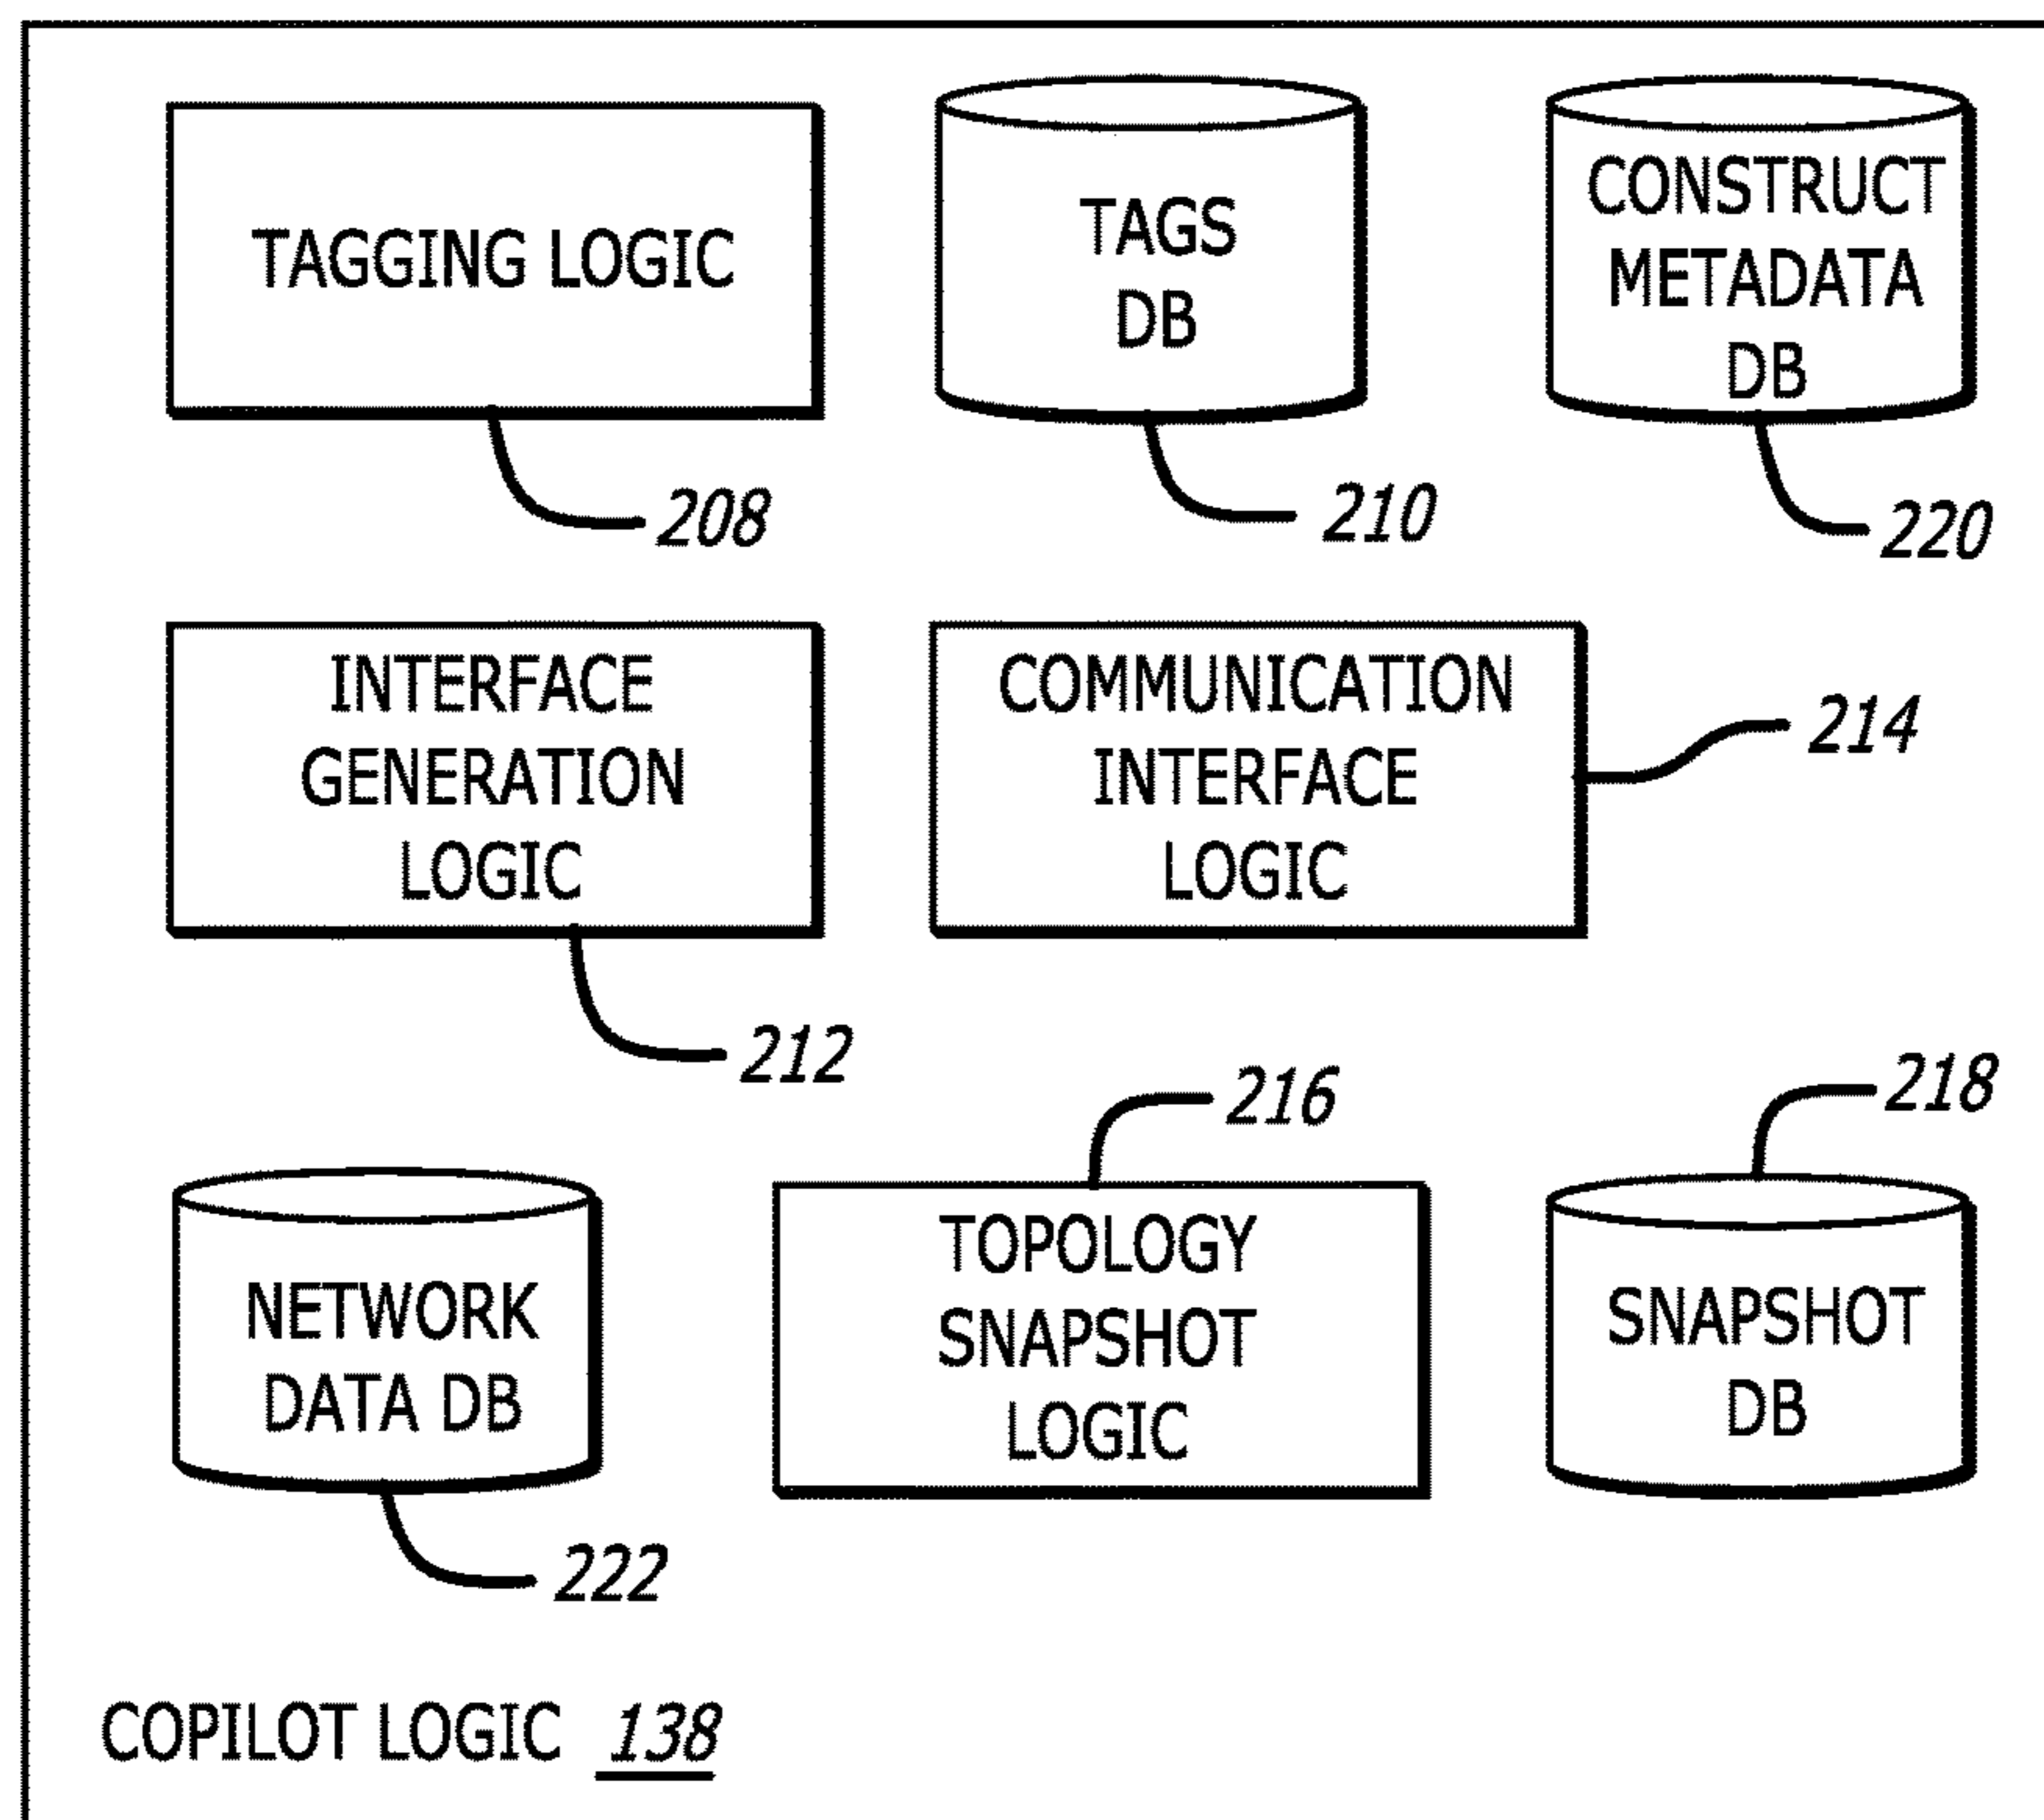 TAGGING LOGIC
208
TAGS
DB
210
CONSTRUCT
METADATA
DB
220
INTERFACE
GENERATION
LOGIC
212
COMMUNICATION
INTERFACE
LOGIC
214
NETWORK
DATA DB
222
216
TOPOLOGY
SNAPSHOT
LOGIC
218
SNAPSHOT
DB
COPILOT LOGIC 138